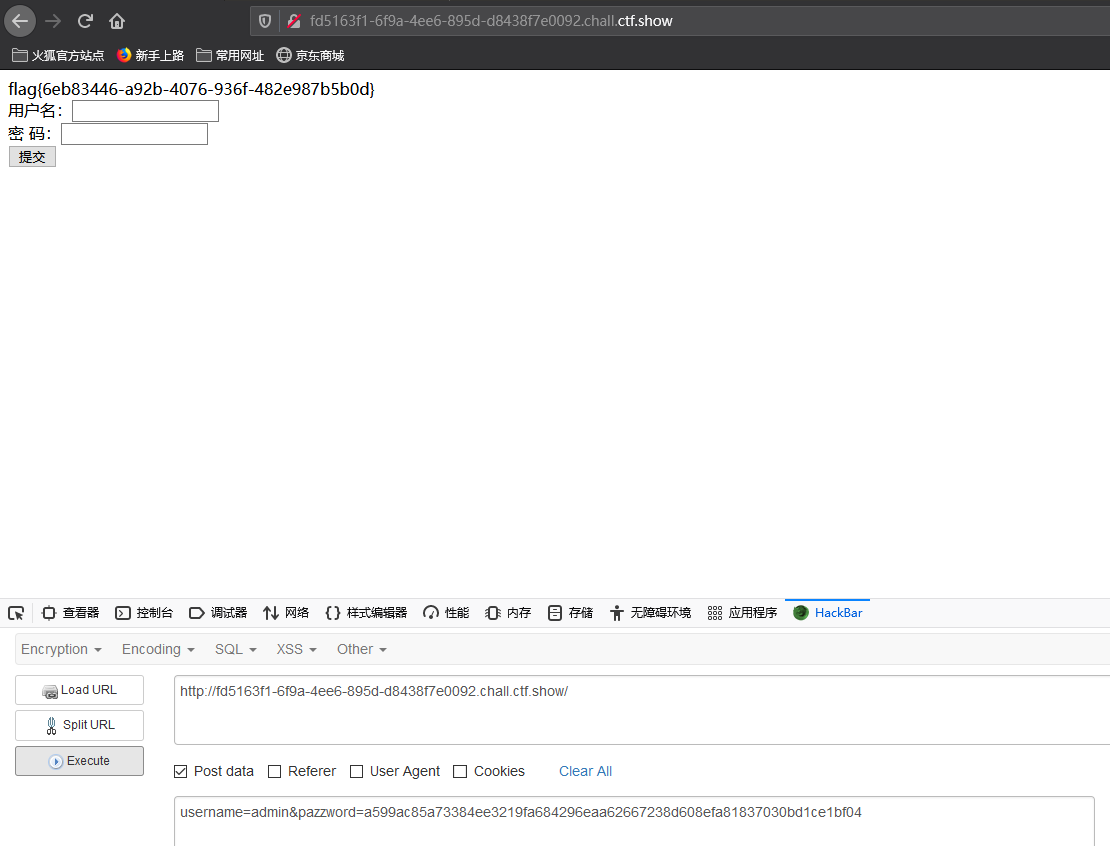 fd5163f1-6f9a-4ee6-895d-d8438f7e0092.chall.ctf.show
火狐官方站点 新手上路 常用网址 京东商城
flag{6eb83446-a92b-4076-936f-482e987b5b0d}
用户名：
密 码：
提交
查看器 控制台 调试器 网络 样式编辑器 性能 内存 存储 无障碍环境 应用程序 HackBar
Encryption Encoding SQL XSS Other
Load URL http://fd5163f1-6f9a-4ee6-895d-d8438f7e0092.chall.ctf.show/
Split URL
Execute
Post data Referer User Agent Cookies Clear All
username=admin&pazzword=a599ac85a73384ee3219fa684296eaa62667238d608efa81837030bd1ce1bf04